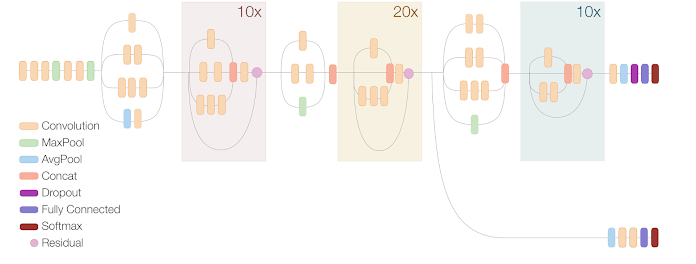 10x
20x
10x
Convolution
MaxPool
AvgPool
Concat
Dropout
Fully Connected
Softmax
Residual